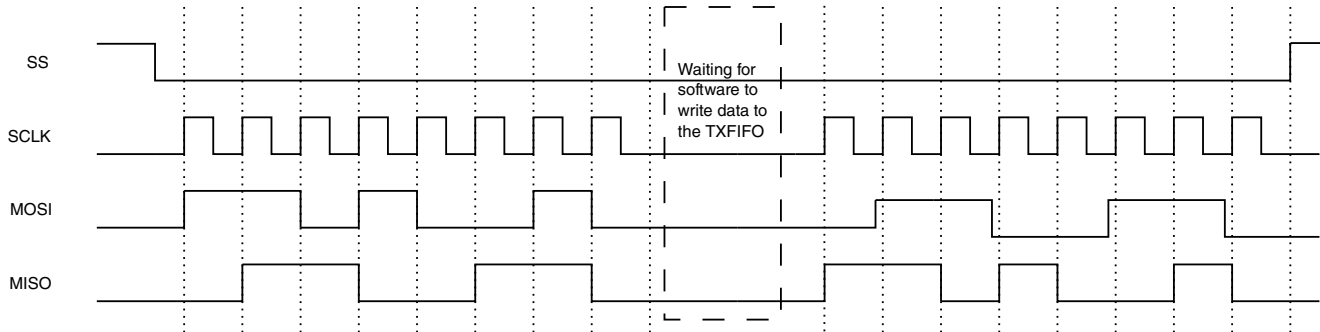 SS
Waiting for
software to
write data to
the TXFIFO
SCLK
MOSI
MISO